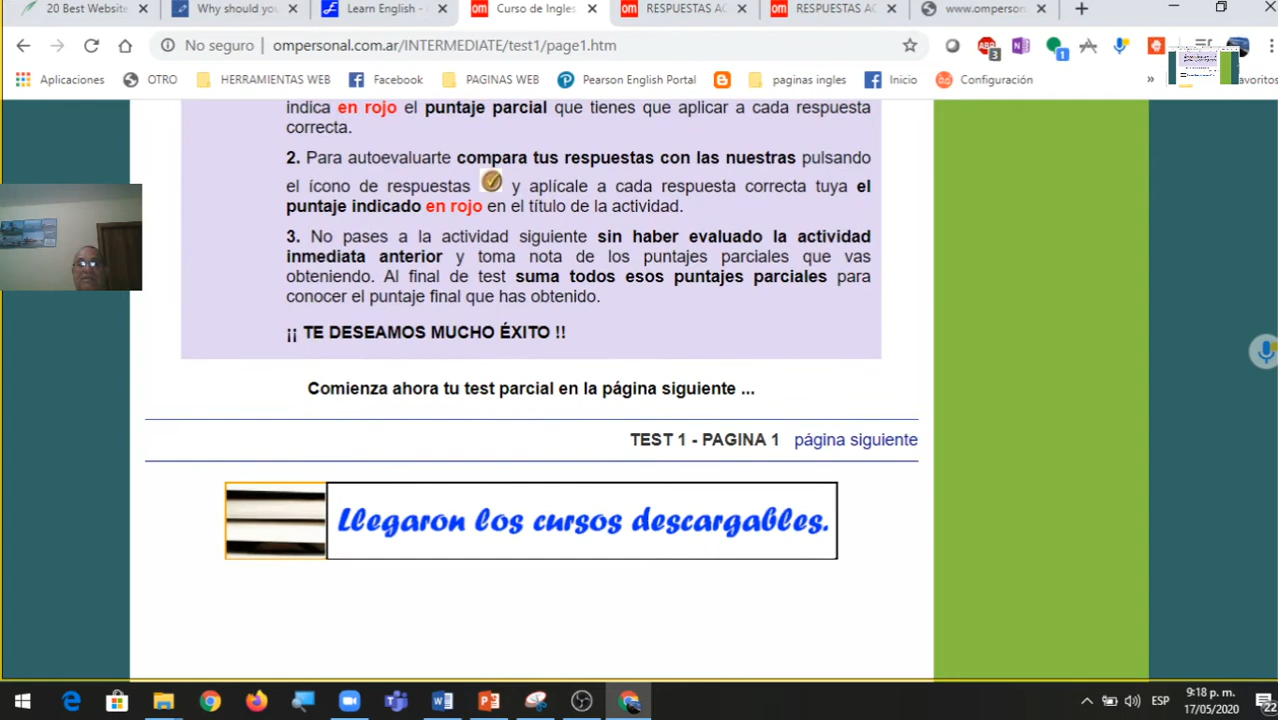 20 Best Website
Why should you
Learn English -
Curso de Ingles
RESPUESTAS AC
RESPUESTAS AC
www.ompersona
No seguro
ompersonal.com.ar/INTERMEDIATE/test1/page1.htm
ABP
3
1
Aplicaciones
OTRO
HERRAMIENTAS WEB
Facebook
PAGINAS WEB
Pearson English Portal
paginas ingles
Inicio
Configuración
»
avoritos
indica en rojo el puntaje parcial que tienes que aplicar a cada respuesta
correcta.
2. Para autoevaluarte compara tus respuestas con las nuestras pulsando
el ícono de respuestas y aplícale a cada respuesta correcta tuya el
puntaje indicado en rojo en el título de la actividad.
3. No pases a la actividad siguiente sin haber evaluado la actividad
inmediata anterior y toma nota de los puntajes parciales que vas
obteniendo. Al final de test suma todos esos puntajes parciales para
conocer el puntaje final que has obtenido.
¡¡ TE DESEAMOS MUCHO ÉXITO !!
Comienza ahora tu test parcial en la página siguiente ...
TEST 1 - PAGINA 1 página siguiente
Llegaron los cursos descargables.
ESP
9:18 p. m.
17/05/2020
22